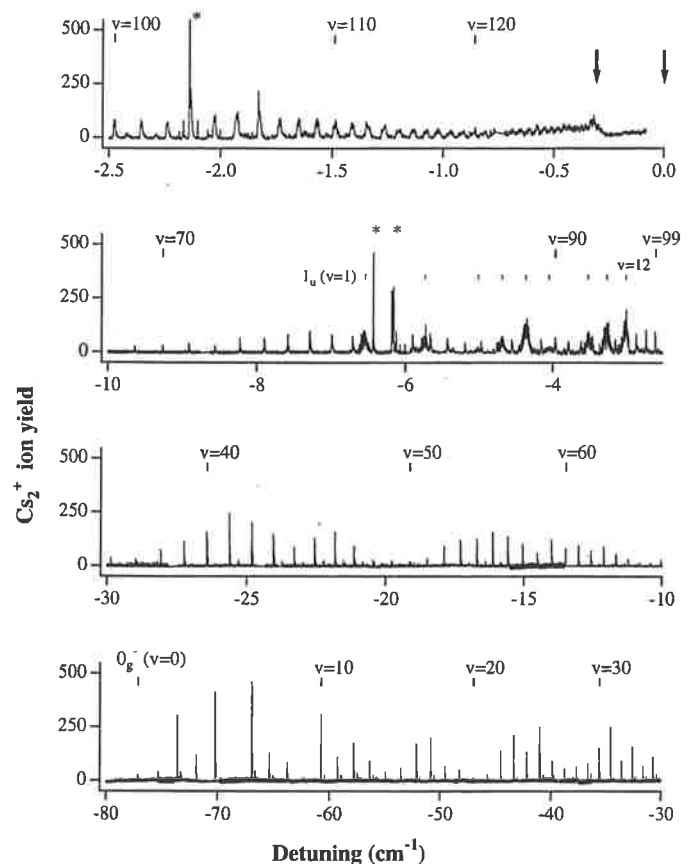 v=100 * v=110 v=120
500
250
0
-2.5 -2.0 -1.5 -1.0 -0.5 0.0
* *
500 v=70 v=90 v=99
1u (v=1) v=12
250
0
-10 -8 -6 -4
500 v=40 v=50 v=60
250
0
-30 -25 -20 -15 -10
0g- (v=0) v=10 v=20 v=30
500
250
0
-80 -70 -60 -50 -40 -30
Cs2+ ion yield
Detuning (cm-1)